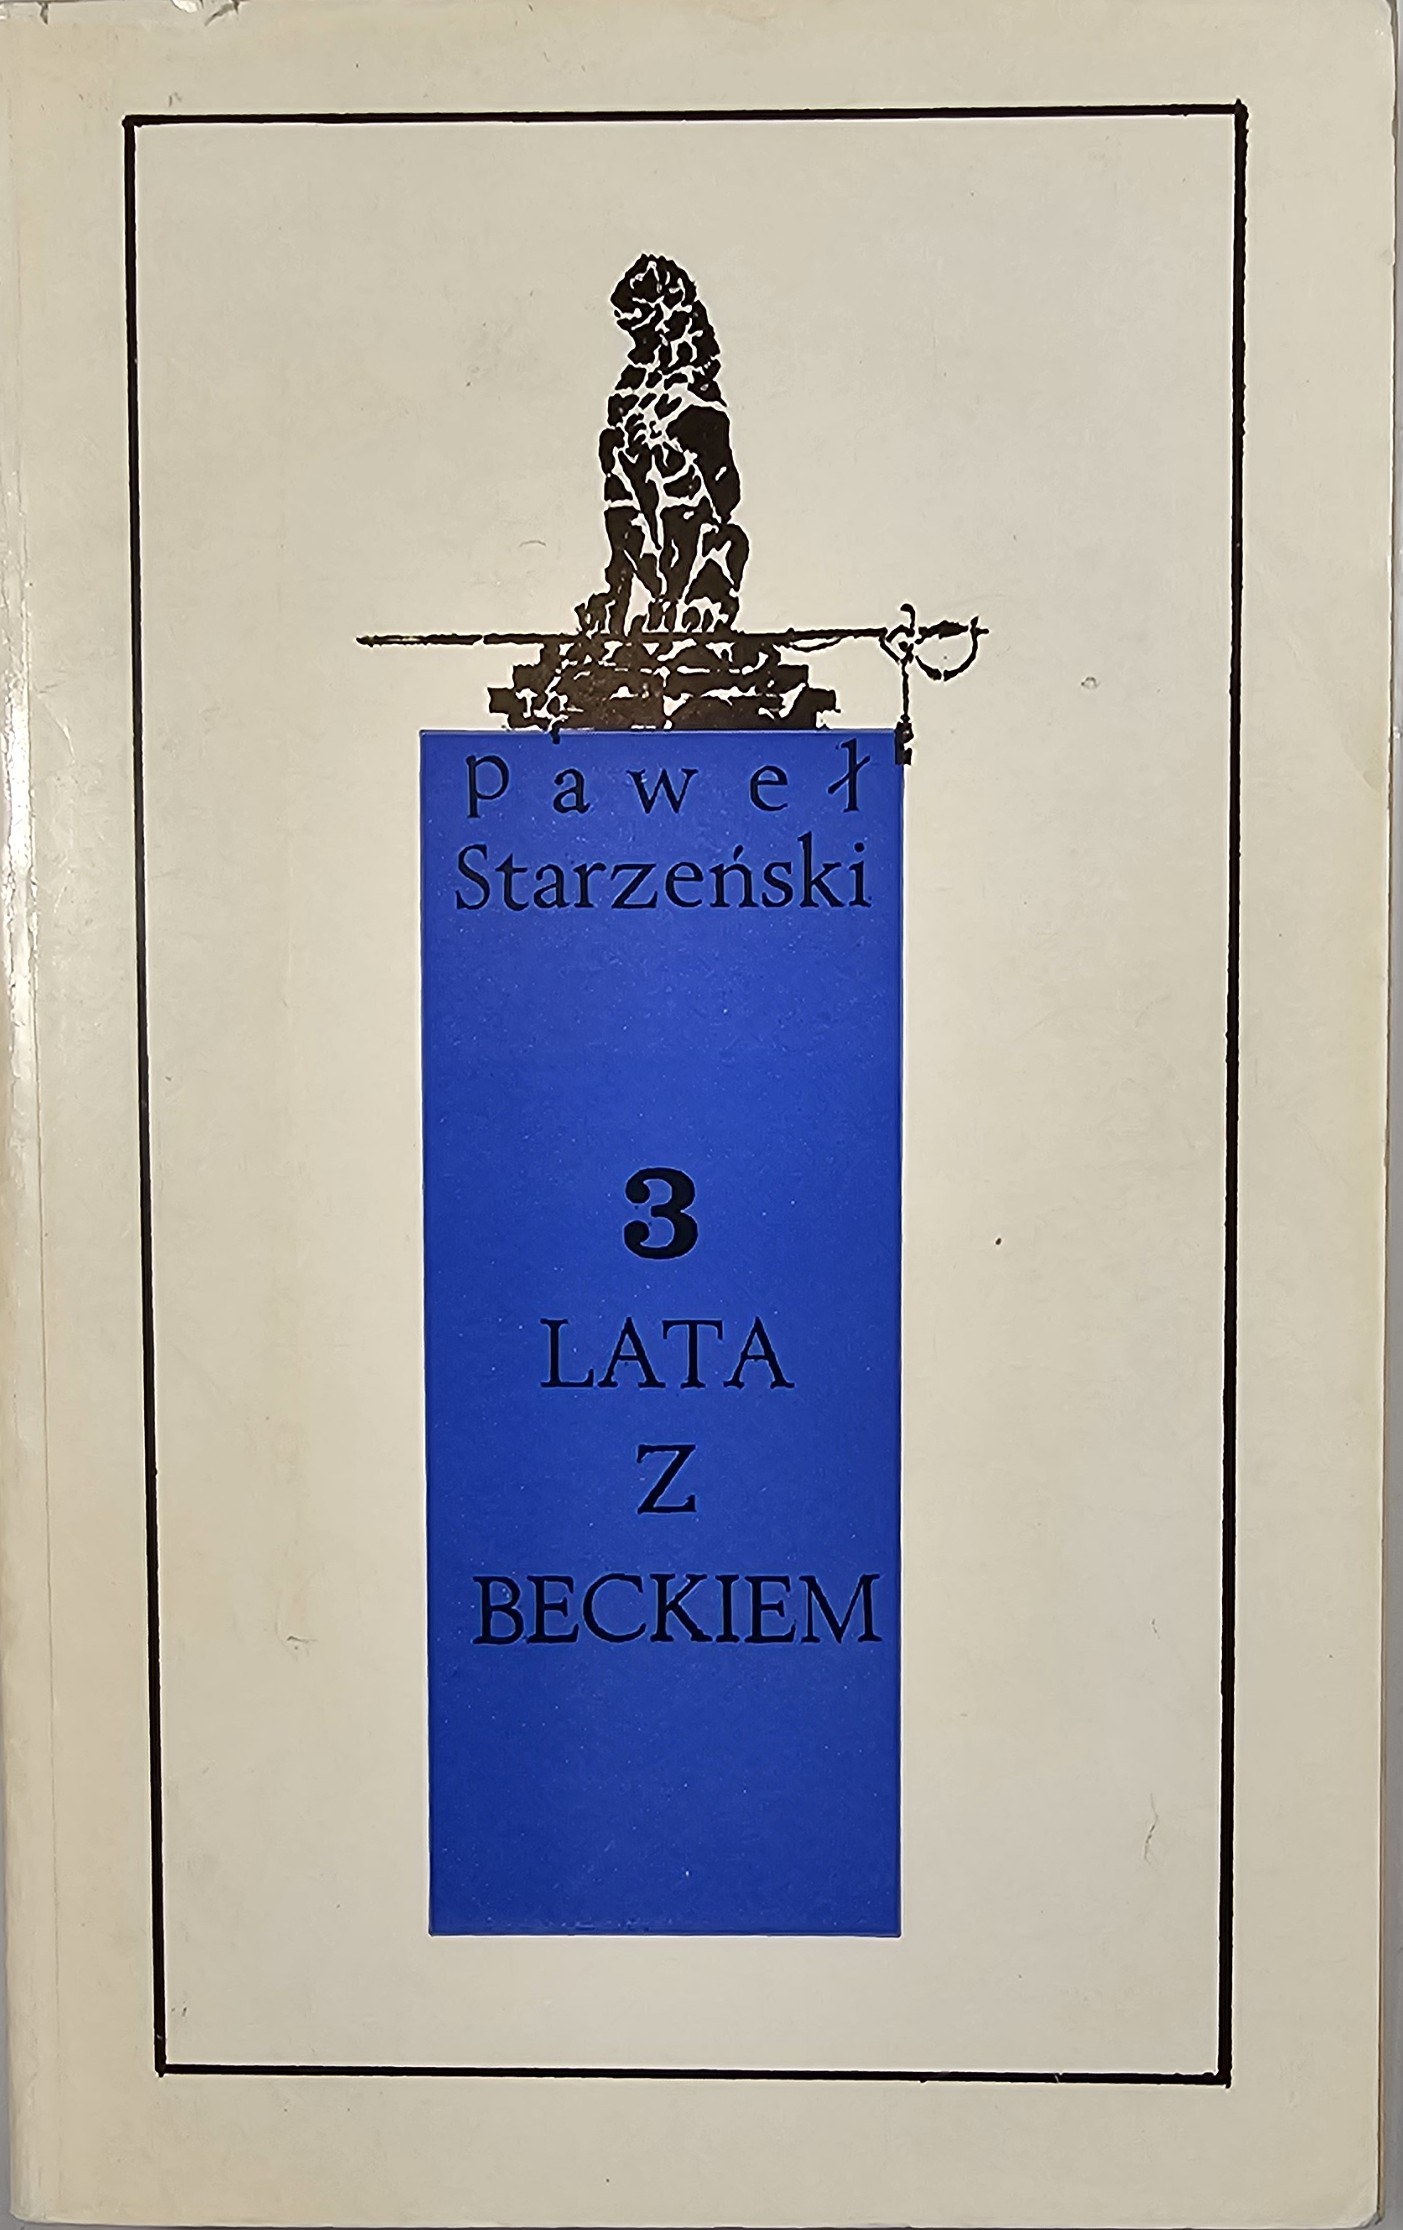 paweł
Starzeński
3
LATA
Z
BECKIEM